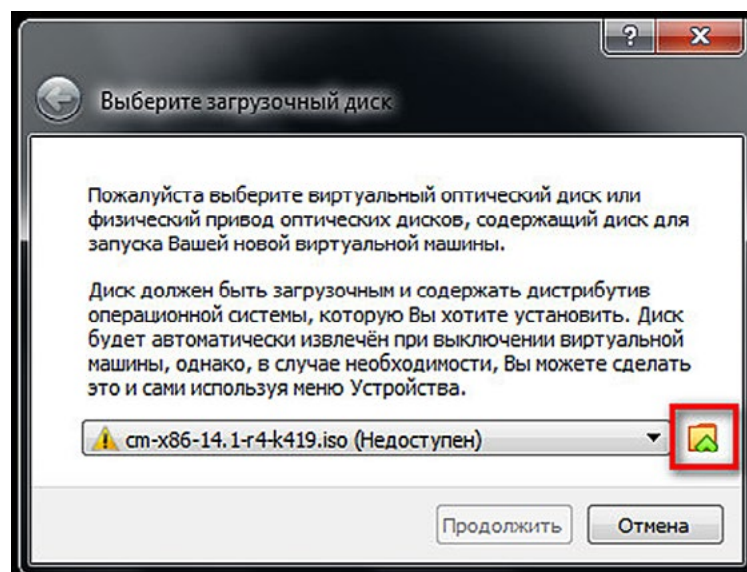 Выберите загрузочный диск
Пожалуйста выберите виртуальный оптический диск или
физический привод оптических дисков, содержащий диск для
запуска Вашей новой виртуальной машины.
Диск должен быть загрузочным и содержать дистрибутив
операционной системы, которую Вы хотите установить. Диск
будет автоматически извлечён при выключении виртуальной
машины, однако, в случае необходимости, Вы можете сделать
это и сами используя меню Устройства.
cm-x86-14.1-r4-k419.iso (Недоступен)
Продолжить Отмена